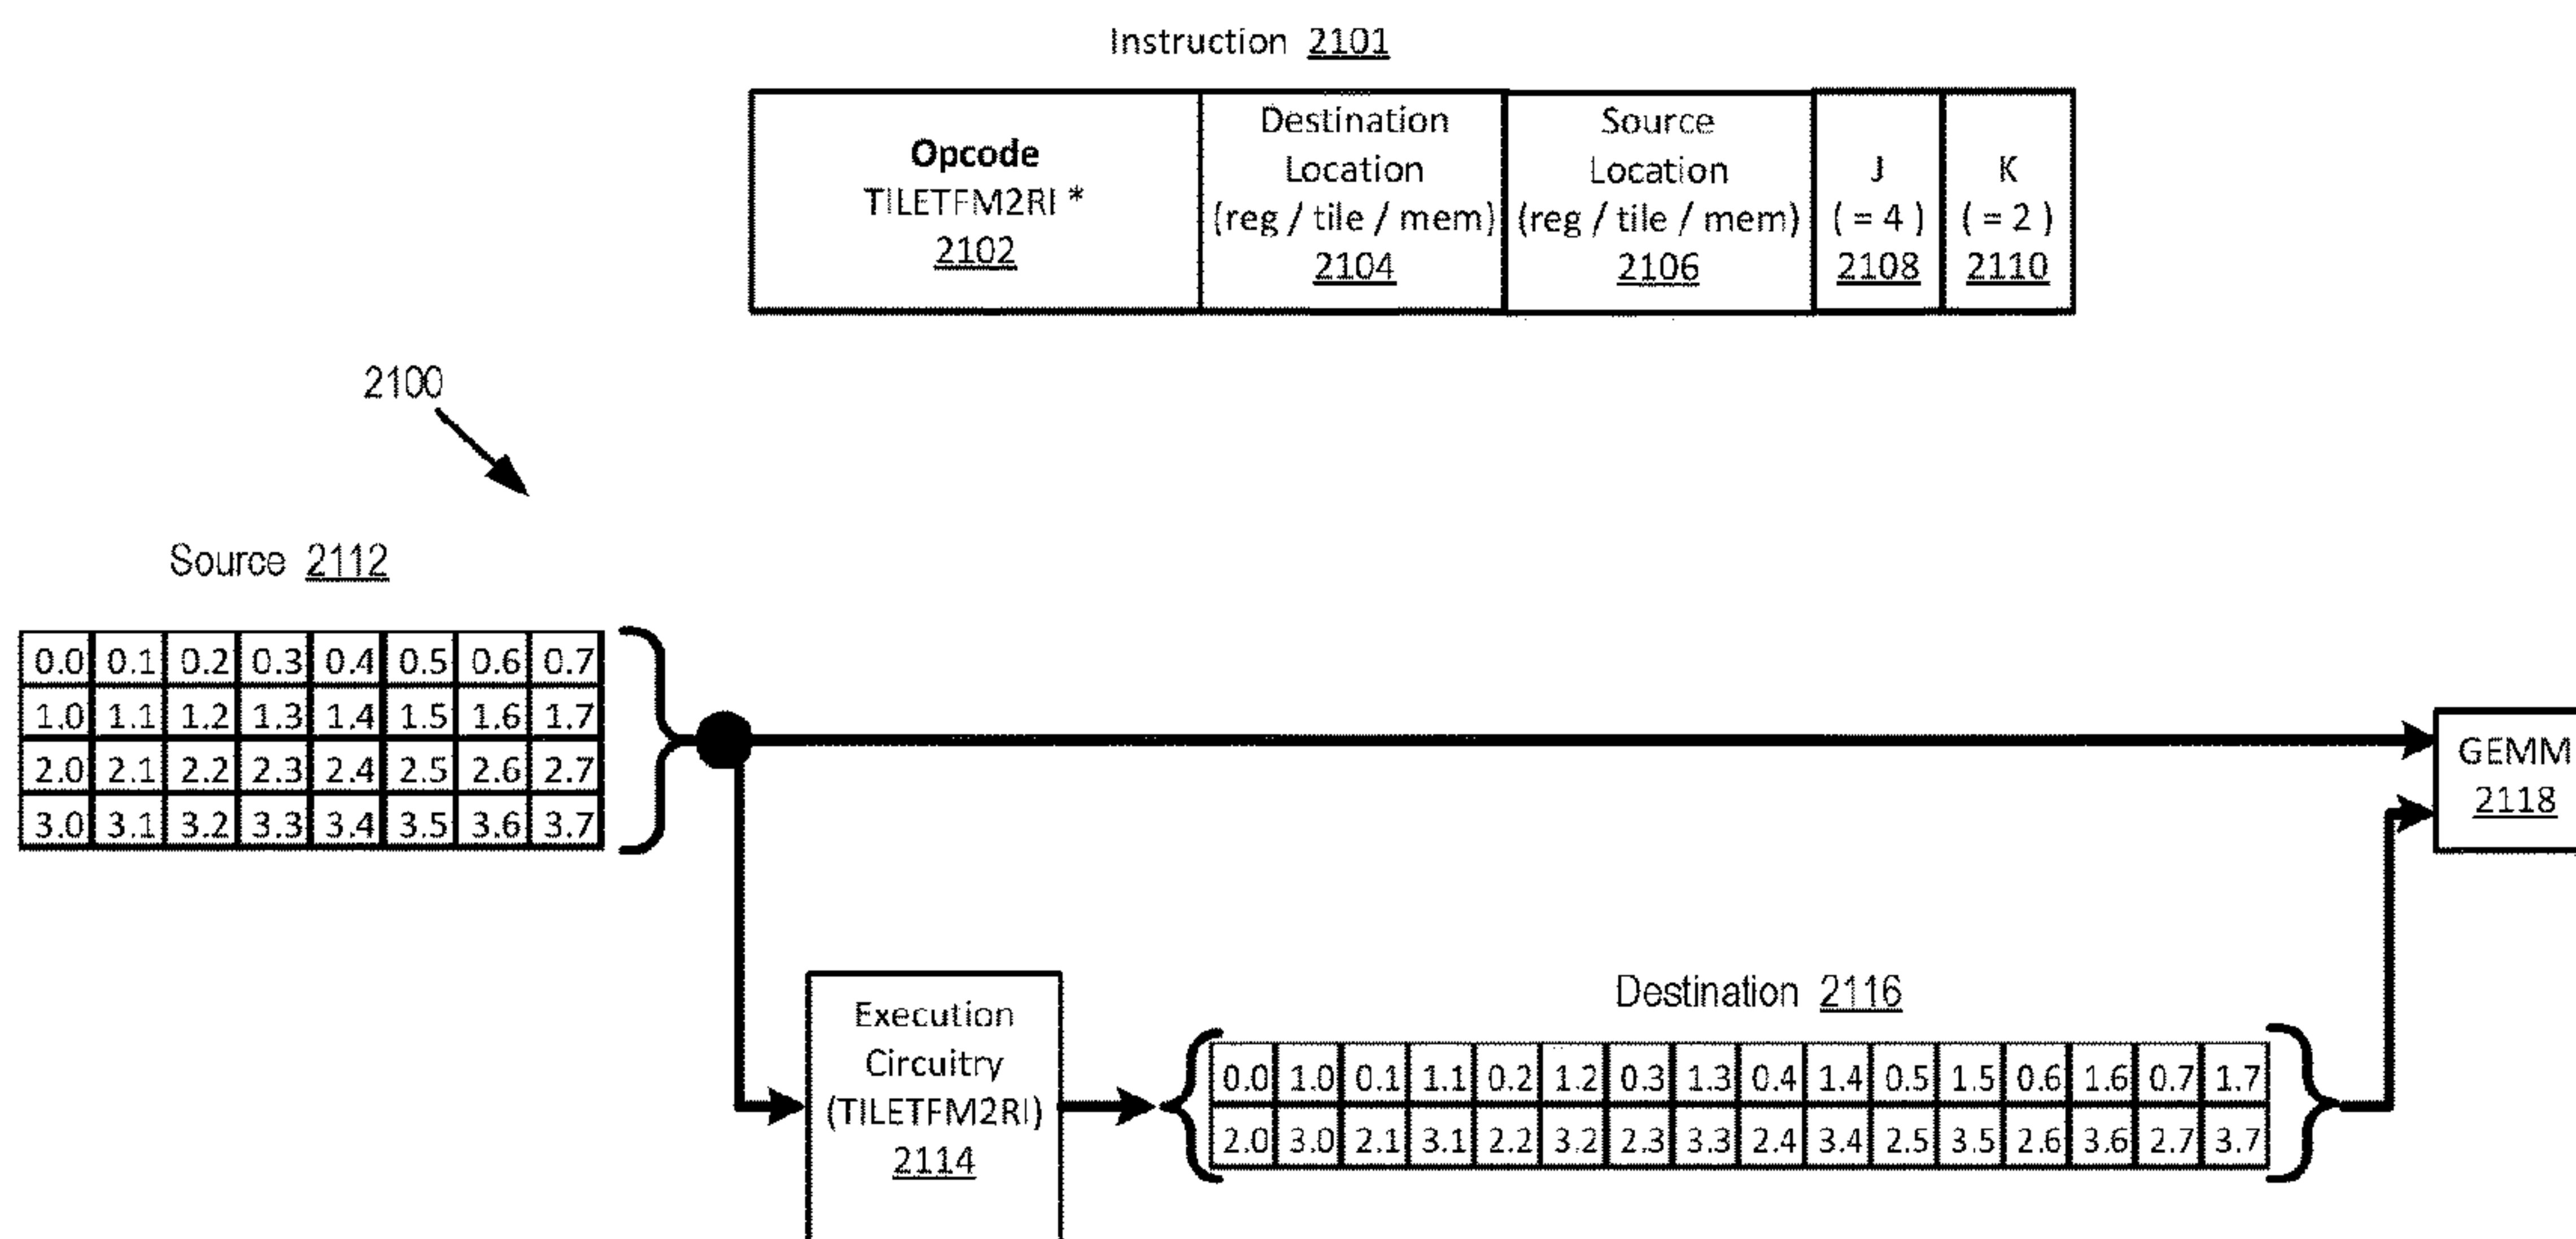 Instruction 2101
Opcode
TILETFM2RI *
2102
Destination
Location
(reg / tile / mem)
2104
Source
Location
(reg / tile / mem)
2106
J
( = 4 )
2108
K
( = 2 )
2110
2100
Source 2112
0.0 0.1 0.2 0.3 0.4 0.5 0.6 0.7
1.0 1.1 1.2 1.3 1.4 1.5 1.6 1.7
2.0 2.1 2.2 2.3 2.4 2.5 2.6 2.7
3.0 3.1 3.2 3.3 3.4 3.5 3.6 3.7
GEMM
2118
Execution
Circuitry
(TILETFM2RI)
2114
Destination 2116
0.0 1.0 0.1 1.1 0.2 1.2 0.3 1.3 0.4 1.4 0.5 1.5 0.6 1.6 0.7 1.7
2.0 3.0 2.1 3.1 2.2 3.2 2.3 3.3 2.4 3.4 2.5 3.5 2.6 3.6 2.7 3.7